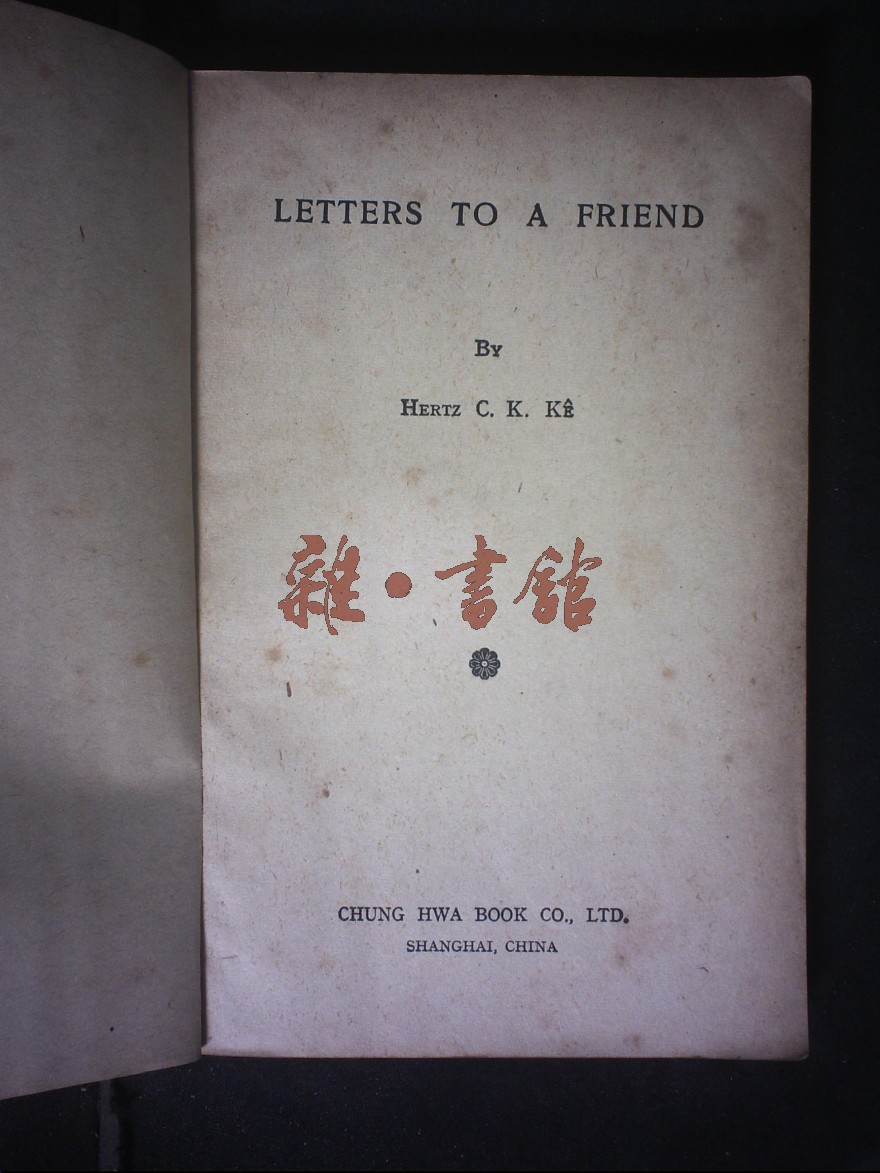 LETTERS TO A FRIEND
By
Hertz C. K. Kê
雜·書館
CHUNG HWA BOOK CO., LTD.
SHANGHAI, CHINA